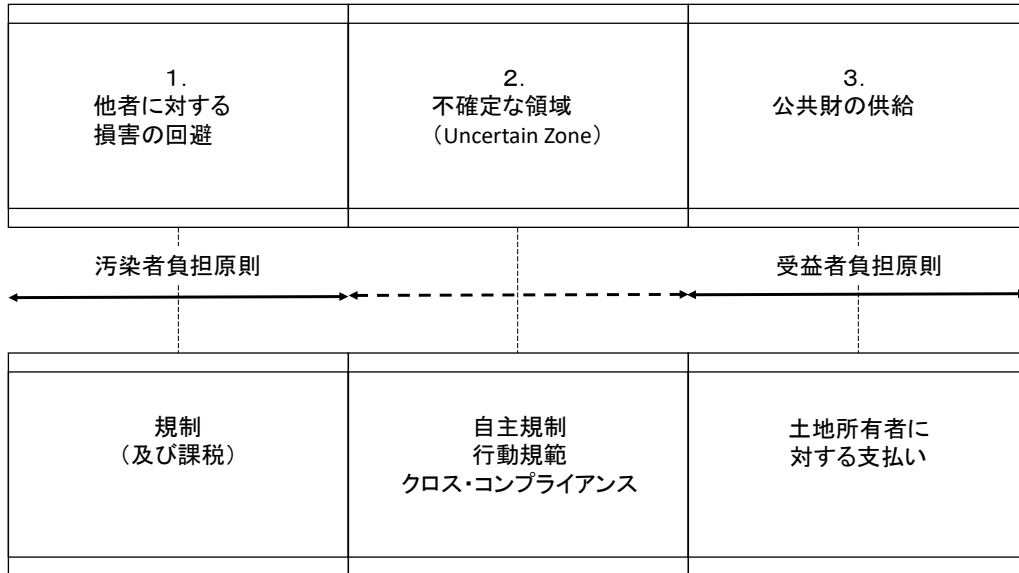 1.
他者に対する
損害の回避
2.
不確定な領域
（Uncertain Zone）
3.
公共財の供給
汚染者負担原則
受益者負担原則
規制
（及び課税）
自主規制
行動規範
クロス・コンプライアンス
土地所有者に
対する支払い